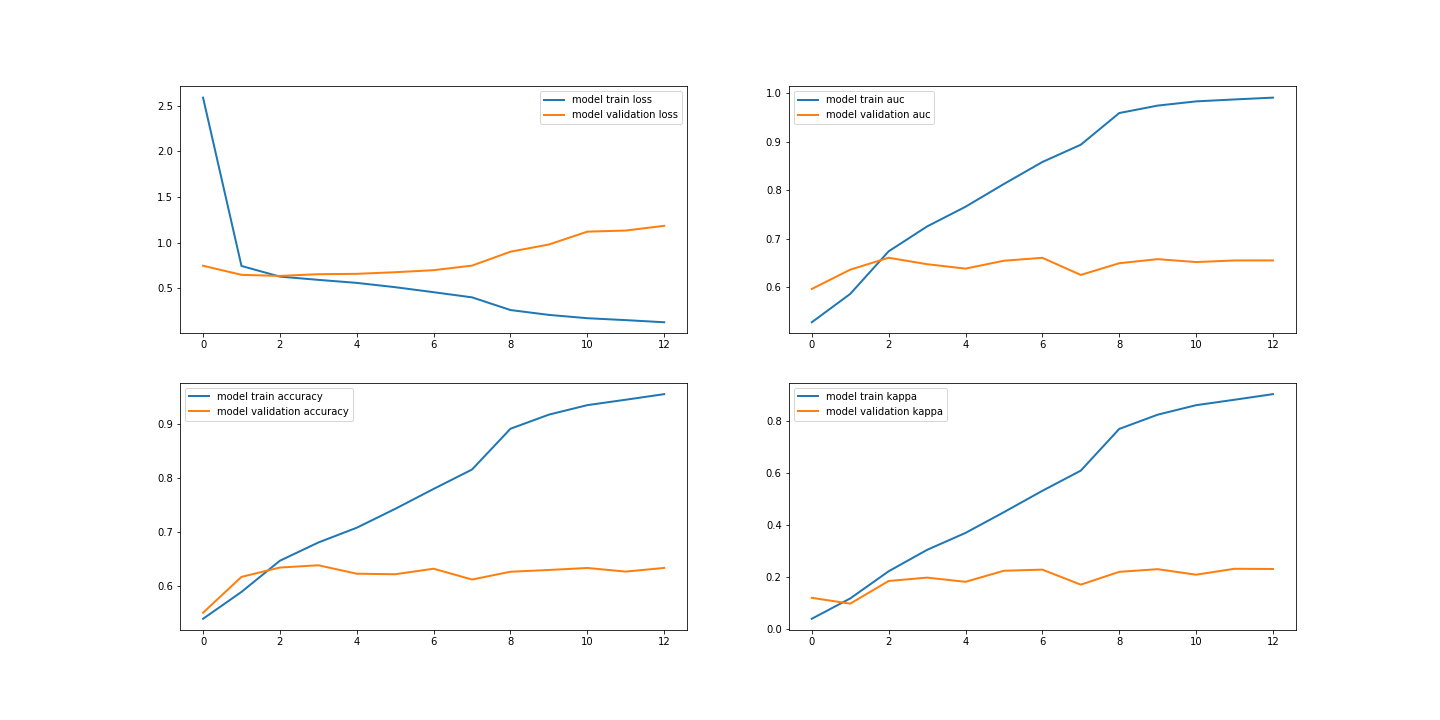 model train loss
model validation loss
2.5
2.0
1.5
1.0
0.5
0 2 4 6 8 10 12
model train auc
model validation auc
1.0
0.9
0.8
0.7
0.6
0 2 4 6 8 10 12
model train accuracy
model validation accuracy
0.9
0.8
0.7
0.6
0 2 4 6 8 10 12
model train kappa
model validation kappa
0.8
0.6
0.4
0.2
0.0
0 2 4 6 8 10 12